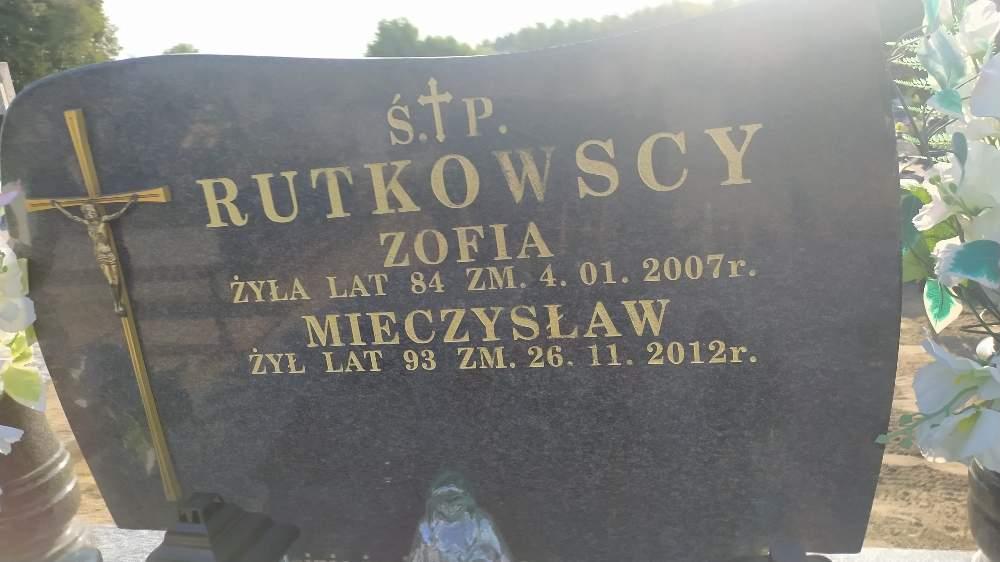 Ś.†P.
RUTKOWSCY
ZOFIA
ŻYŁA LAT 84 ZM. 4. 01. 2007r.
MIECZYSŁAW
ŻYŁ LAT 93 ZM. 26. 11. 2012r.